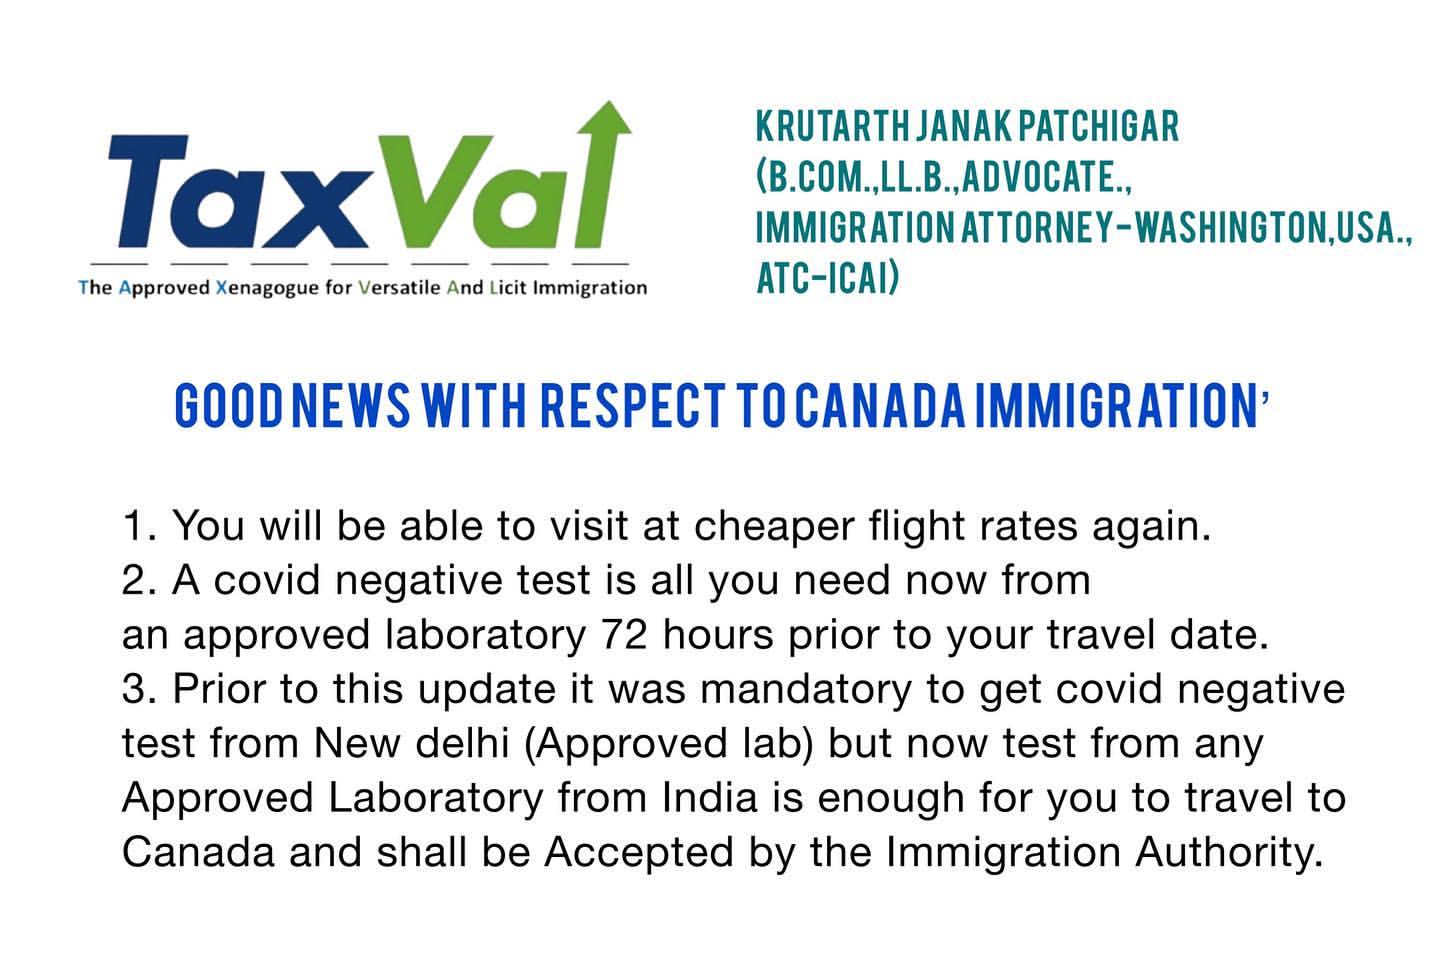 TaxVal
The Approved Xenagogue for Versatile And Licit Immigration
KRUTARTH JANAK PATCHIGAR
(B.COM.,LL.B.,ADVOCATE.,
IMMIGRATION ATTORNEY-WASHINGTON,USA.,
ATC-ICAI)
GOOD NEWS WITH RESPECT TO CANADA IMMIGRATION’
1. You will be able to visit at cheaper flight rates again.
2. A covid negative test is all you need now from
an approved laboratory 72 hours prior to your travel date.
3. Prior to this update it was mandatory to get covid negative
test from New delhi (Approved lab) but now test from any
Approved Laboratory from India is enough for you to travel to
Canada and shall be Accepted by the Immigration Authority.